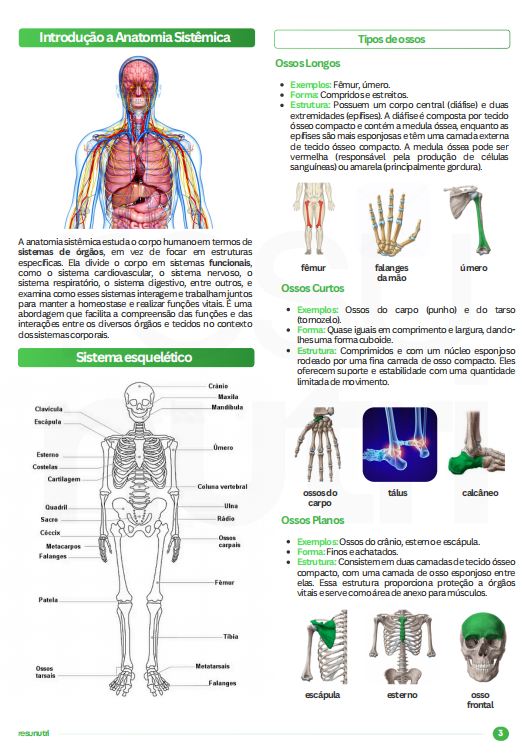 Introdução a Anatomia Sistêmica
A anatomia sistêmica estuda o corpo humano em termos de
sistemas de órgãos, em vez de focar em estruturas
específicas. Ela divide o corpo em sistemas funcionais,
como o sistema cardiovascular, o sistema nervoso, o
sistema respiratório, o sistema digestivo, entre outros, e
examina como esses sistemas interagem e trabalham juntos
para manter a homeostase e realizar funções vitais. É uma
abordagem que facilita a compreensão das funções e das
interações entre os diversos órgãos e tecidos no contexto
dos sistemas corporais.
Sistema esquelético
Crânio
Maxila
Mandíbula
Clavícula
Escápula
Úmero
Esterno
Costelas
Cartilagem
Coluna vertebral
Quadril
Ulna
Sacro
Rádio
Cóccix
Ossos
carpais
Metacarpos
Falanges
Fêmur
Patela
Tíbia
Ossos
tarsais
Metatarsais
Falanges
Tipos de ossos
Ossos Longos
• Exemplos: Fêmur, úmero.
• Forma: Compridos e estreitos.
• Estrutura: Possuem um corpo central (diáfise) e duas
extremidades (epífises). A diáfise é composta por tecido
ósseo compacto e contém a medula óssea, enquanto as
epífises são mais esponjosas e têm uma camada externa
de tecido ósseo compacto. A medula óssea pode ser
vermelha (responsável pela produção de células
sanguíneas) ou amarela (principalmente gordura).
fêmur
falanges
da mão
úmero
Ossos Curtos
• Exemplos: Ossos do carpo (punho) e do tarso
(tornozelo).
• Forma: Quase iguais em comprimento e largura, dando-
lhes uma forma cuboide.
• Estrutura: Comprimidos e com um núcleo esponjoso
rodeado por uma fina camada de osso compacto. Eles
oferecem suporte e estabilidade com uma quantidade
limitada de movimento.
ossos do
carpo
tálus
calcâneo
Ossos Planos
• Exemplos: Ossos do crânio, esterno e escápula.
• Forma: Finos e achatados.
• Estrutura: Consistem em duas camadas de tecido ósseo
compacto, com uma camada de osso esponjoso entre
elas. Essa estrutura proporciona proteção a órgãos
vitais e serve como área de anexo para músculos.
escápula
esterno
osso
frontal
resunutri
3